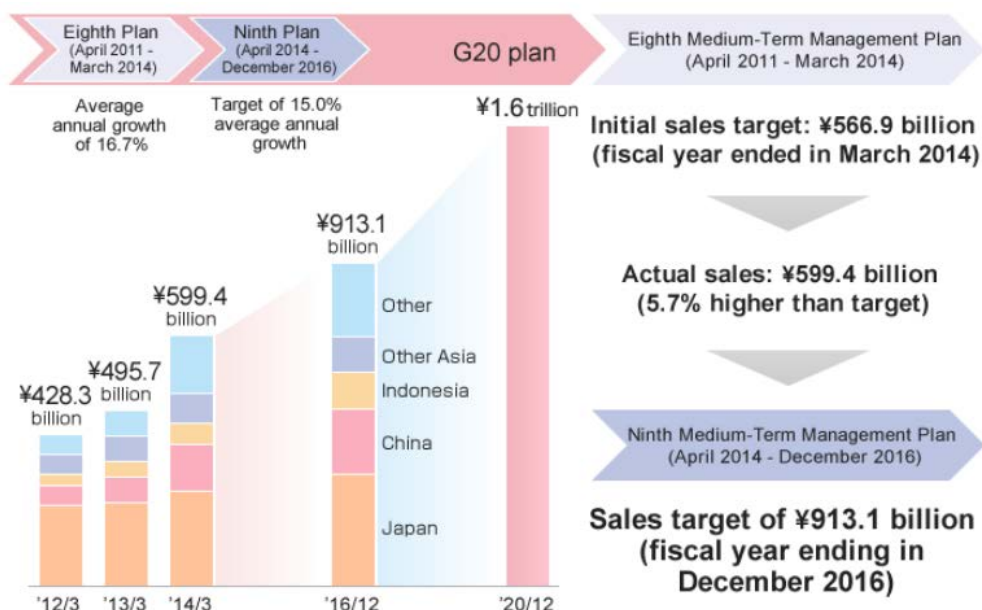 Eighth Plan
(April 2011 -
March 2014)
Ninth Plan
(April 2014 -
December 2016)
G20 plan
Average
annual growth
of 16.7%
Target of 15.0%
average annual
growth
¥1.6 trillion
¥913.1
billion
¥599.4
billion
¥495.7
billion
¥428.3
billion
Other
Other Asia
Indonesia
China
Japan
'12/3
'13/3
'14/3
'16/12
'20/12
Eighth Medium-Term Management Plan
(April 2011 - March 2014)
Initial sales target: ¥566.9 billion
(fiscal year ended in March 2014)
Actual sales: ¥599.4 billion
(5.7% higher than target)
Ninth Medium-Term Management Plan
(April 2014 - December 2016)
Sales target of ¥913.1 billion
(fiscal year ending in
December 2016)